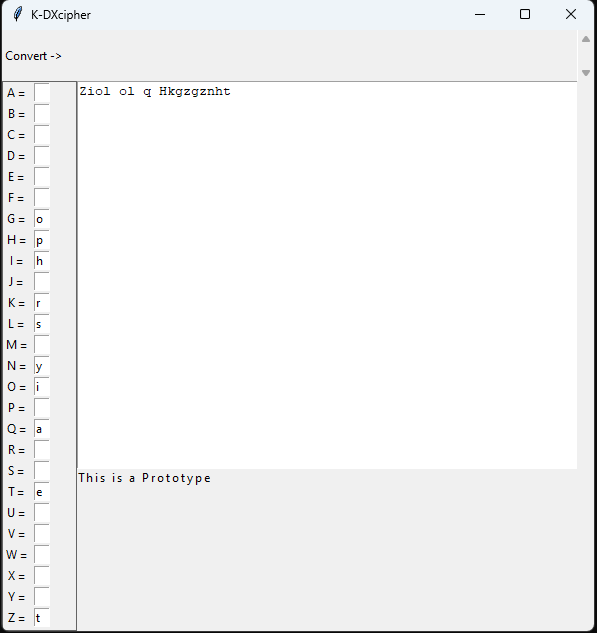 K-DXcipher
Convert ->
Ziol ol q Hkgzgznht
A =
B =
C =
D =
E =
F =
G = o
H = p
I = h
J =
K = r
L = s
M =
N = y
O = i
P =
Q = a
R =
S =
T = e
U =
V =
W =
X =
Y =
Z = t
This is a Prototype